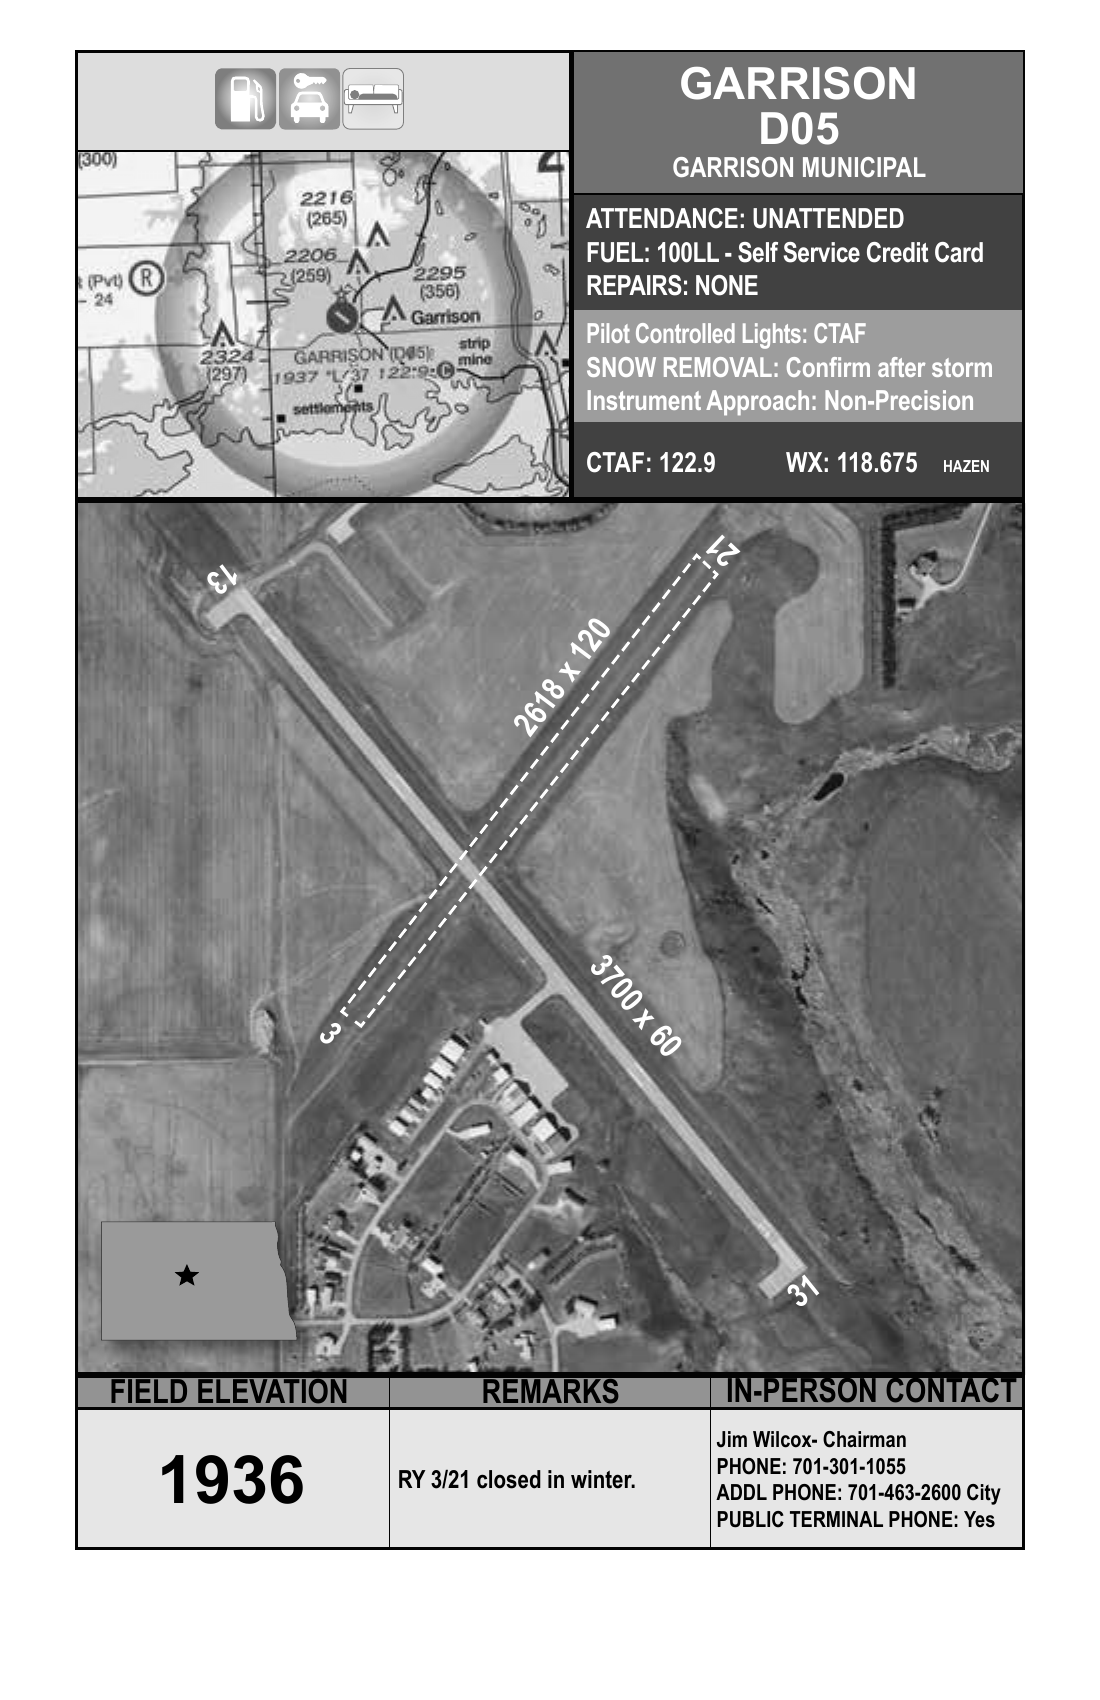 GARRISON
D05
GARRISON MUNICIPAL
ATTENDANCE: UNATTENDED
FUEL: 100LL - Self Service Credit Card
REPAIRS: NONE
Pilot Controlled Lights: CTAF
SNOW REMOVAL: Confirm after storm
Instrument Approach: Non-Precision
CTAF: 122.9 WX: 118.675 HAZEN
(300)
2216
(265)
2206
(259)
2295
(356)
(Pvt) R
24
Garrison
2324
(297)
GARRISON (D05)
strip
mine
1937 *L 37 122.9 C
settlements
13
21
2618 x 120
3700 x 60
3
31
FIELD ELEVATION
1936
REMARKS
RY 3/21 closed in winter.
IN-PERSON CONTACT
Jim Wilcox- Chairman
PHONE: 701-301-1055
ADDL PHONE: 701-463-2600 City
PUBLIC TERMINAL PHONE: Yes